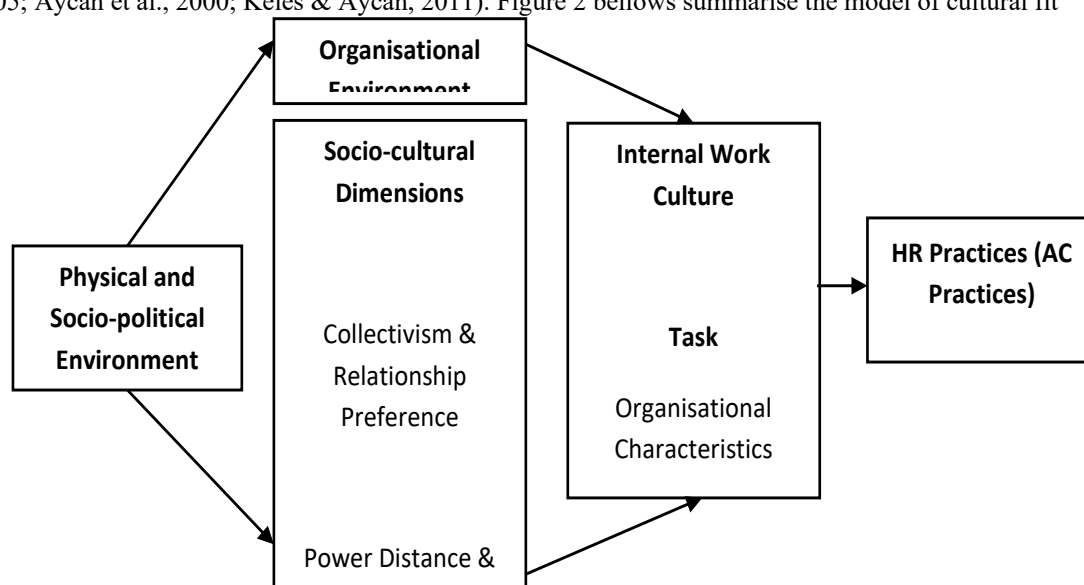 05; Aycan et al., 2000; Keles & Aycan, 2011). Figure 2 bellows summarise the model of cultural fit
Organisational
Environment
Socio-cultural
Dimensions
Internal Work
Culture
HR Practices (AC
Practices)
Physical and
Socio-political
Environment
Task
Collectivism &
Relationship
Preference
Organisational
Characteristics
Power Distance &